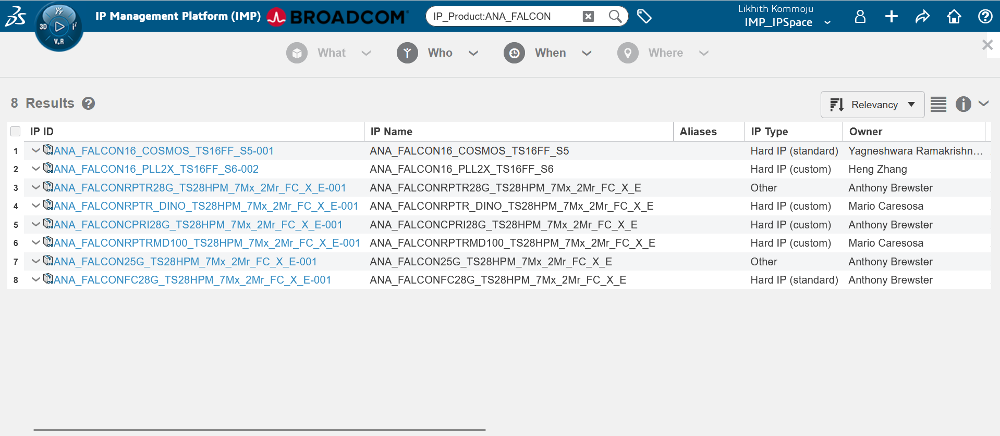 3D V.R i²
IP Management Platform (IMP) BROADCOM
IP_Product:ANA_FALCON
Likhith Kommoju
IMP_IPSpace
What Who When Where
8 Results
Relevancy
IP ID IP Name Aliases IP Type Owner
1 ANA_FALCON16_COSMOS_TS16FF_S5-001 ANA_FALCON16_COSMOS_TS16FF_S5 Hard IP (standard) Yagneshwara Ramakrishn...
2 ANA_FALCON16_PLL2X_TS16FF_S6-002 ANA_FALCON16_PLL2X_TS16FF_S6 Hard IP (custom) Heng Zhang
3 ANA_FALCONRPTR28G_TS28HPM_7Mx_2Mr_FC_X_E-001 ANA_FALCONRPTR28G_TS28HPM_7Mx_2Mr_FC_X_E Other Anthony Brewster
4 ANA_FALCONRPTR_DINO_TS28HPM_7Mx_2Mr_FC_X_E-001 ANA_FALCONRPTR_DINO_TS28HPM_7Mx_2Mr_FC_X_E Hard IP (custom) Mario Caresosa
5 ANA_FALCONCPRI28G_TS28HPM_7Mx_2Mr_FC_X_E-001 ANA_FALCONCPRI28G_TS28HPM_7Mx_2Mr_FC_X_E Hard IP (custom) Anthony Brewster
6 ANA_FALCONRPTRMD100_TS28HPM_7Mx_2Mr_FC_X_E-001 ANA_FALCONRPTRMD100_TS28HPM_7Mx_2Mr_FC_X_E Hard IP (custom) Mario Caresosa
7 ANA_FALCON25G_TS28HPM_7Mx_2Mr_FC_X_E-001 ANA_FALCON25G_TS28HPM_7Mx_2Mr_FC_X_E Other Anthony Brewster
8 ANA_FALCONFC28G_TS28HPM_7Mx_2Mr_FC_X_E-001 ANA_FALCONFC28G_TS28HPM_7Mx_2Mr_FC_X_E Hard IP (standard) Anthony Brewster